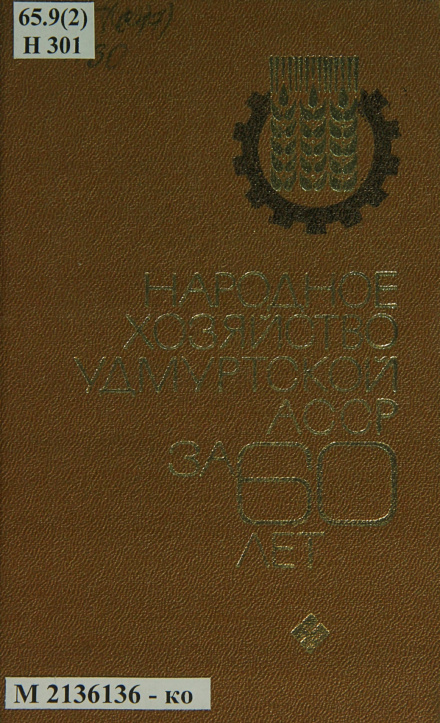 65.9(2)
Н 301
НАРОДНОЕ
ХОЗЯЙСТВО
УДМУРТСКОЙ
АССР
ЗА 60
ЛЕТ
М 2136136 - ко